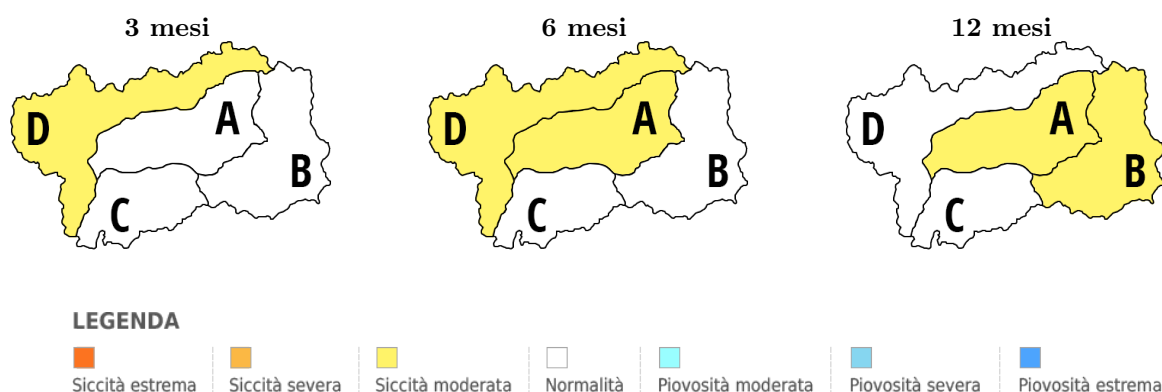 3 mesi 6 mesi 12 mesi
D A B C
D A B C
D A B C
LEGENDA
Siccità estrema Siccità severa Siccità moderata Normalità Piovosità moderata Piovosità severa Piovosità estrema